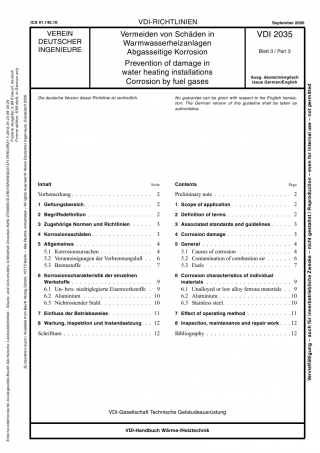 ICS 91.140.10
VDI-RICHTLINIEN
September 2000
VEREIN
DEUTSCHER
INGENIEURE
Vermeiden von Schäden in
Warmwasserheizanlagen
Abgasseitige Korrosion
Prevention of damage in
water heating installations
Corrosion by fuel gases
VDI 2035
Blatt 3 / Part 3
Ausg. deutsch/englisch
Issue German/English
Die deutsche Version dieser Richtlinie ist verbindlich.
No guarantee can be given with respect to the English transla-
tion. The German version of this guideline shall be taken as
authoritative.
Inhalt Seite
Vorbemerkung . . . 2
1 Geltungsbereich . . . 2
2 Begriffsdefinition . . . 2
3 Zugehörige Normen und Richtlinien . . . 3
4 Korrosionsschäden . . . 3
5 Allgemeines . . . 4
5.1 Korrosionsursachen . . . 4
5.2 Verunreinigungen der Verbrennungsluft . . 6
5.3 Brennstoffe . . . 7
6 Korrosionscharakteristik der einzelnen
Werkstoffe . . . 9
6.1 Un- bzw. niedriglegierte Eisenwerkstoffe . 9
6.2 Aluminium . . . 10
6.3 Nichtrostender Stahl . . . 10
7 Einfluss der Betriebsweise . . . 11
8 Wartung, Inspektion und Instandsetzung . . 12
Schrifttum . . . 12
Contents Page
Preliminary note . . . 2
1 Scope of application . . . 2
2 Definition of terms . . . 2
3 Associated standards and guidelines . . . 3
4 Corrosion damage . . . 3
5 General . . . 4
5.1 Causes of corrosion . . . 4
5.2 Contamination of combustion air . . . 6
5.3 Fuels . . . 7
6 Corrosion characteristics of individual
materials . . . 9
6.1 Unalloyed or low alloy ferrous materials . . 9
6.2 Aluminium . . . 10
6.3 Stainless steel . . . 10
7 Effect of operating method . . . 11
8 Inspection, maintenance and repair work . . . 12
Bibliography . . . 12
VDI-Gesellschaft Technische Gebäudeausrüstung
VDI-Handbuch Wärme-/Heiztechnik
Vervielfältigung – auch für innerbetriebliche Zwecke – nicht gestattet / Reproduction – even for internal use – not permitted